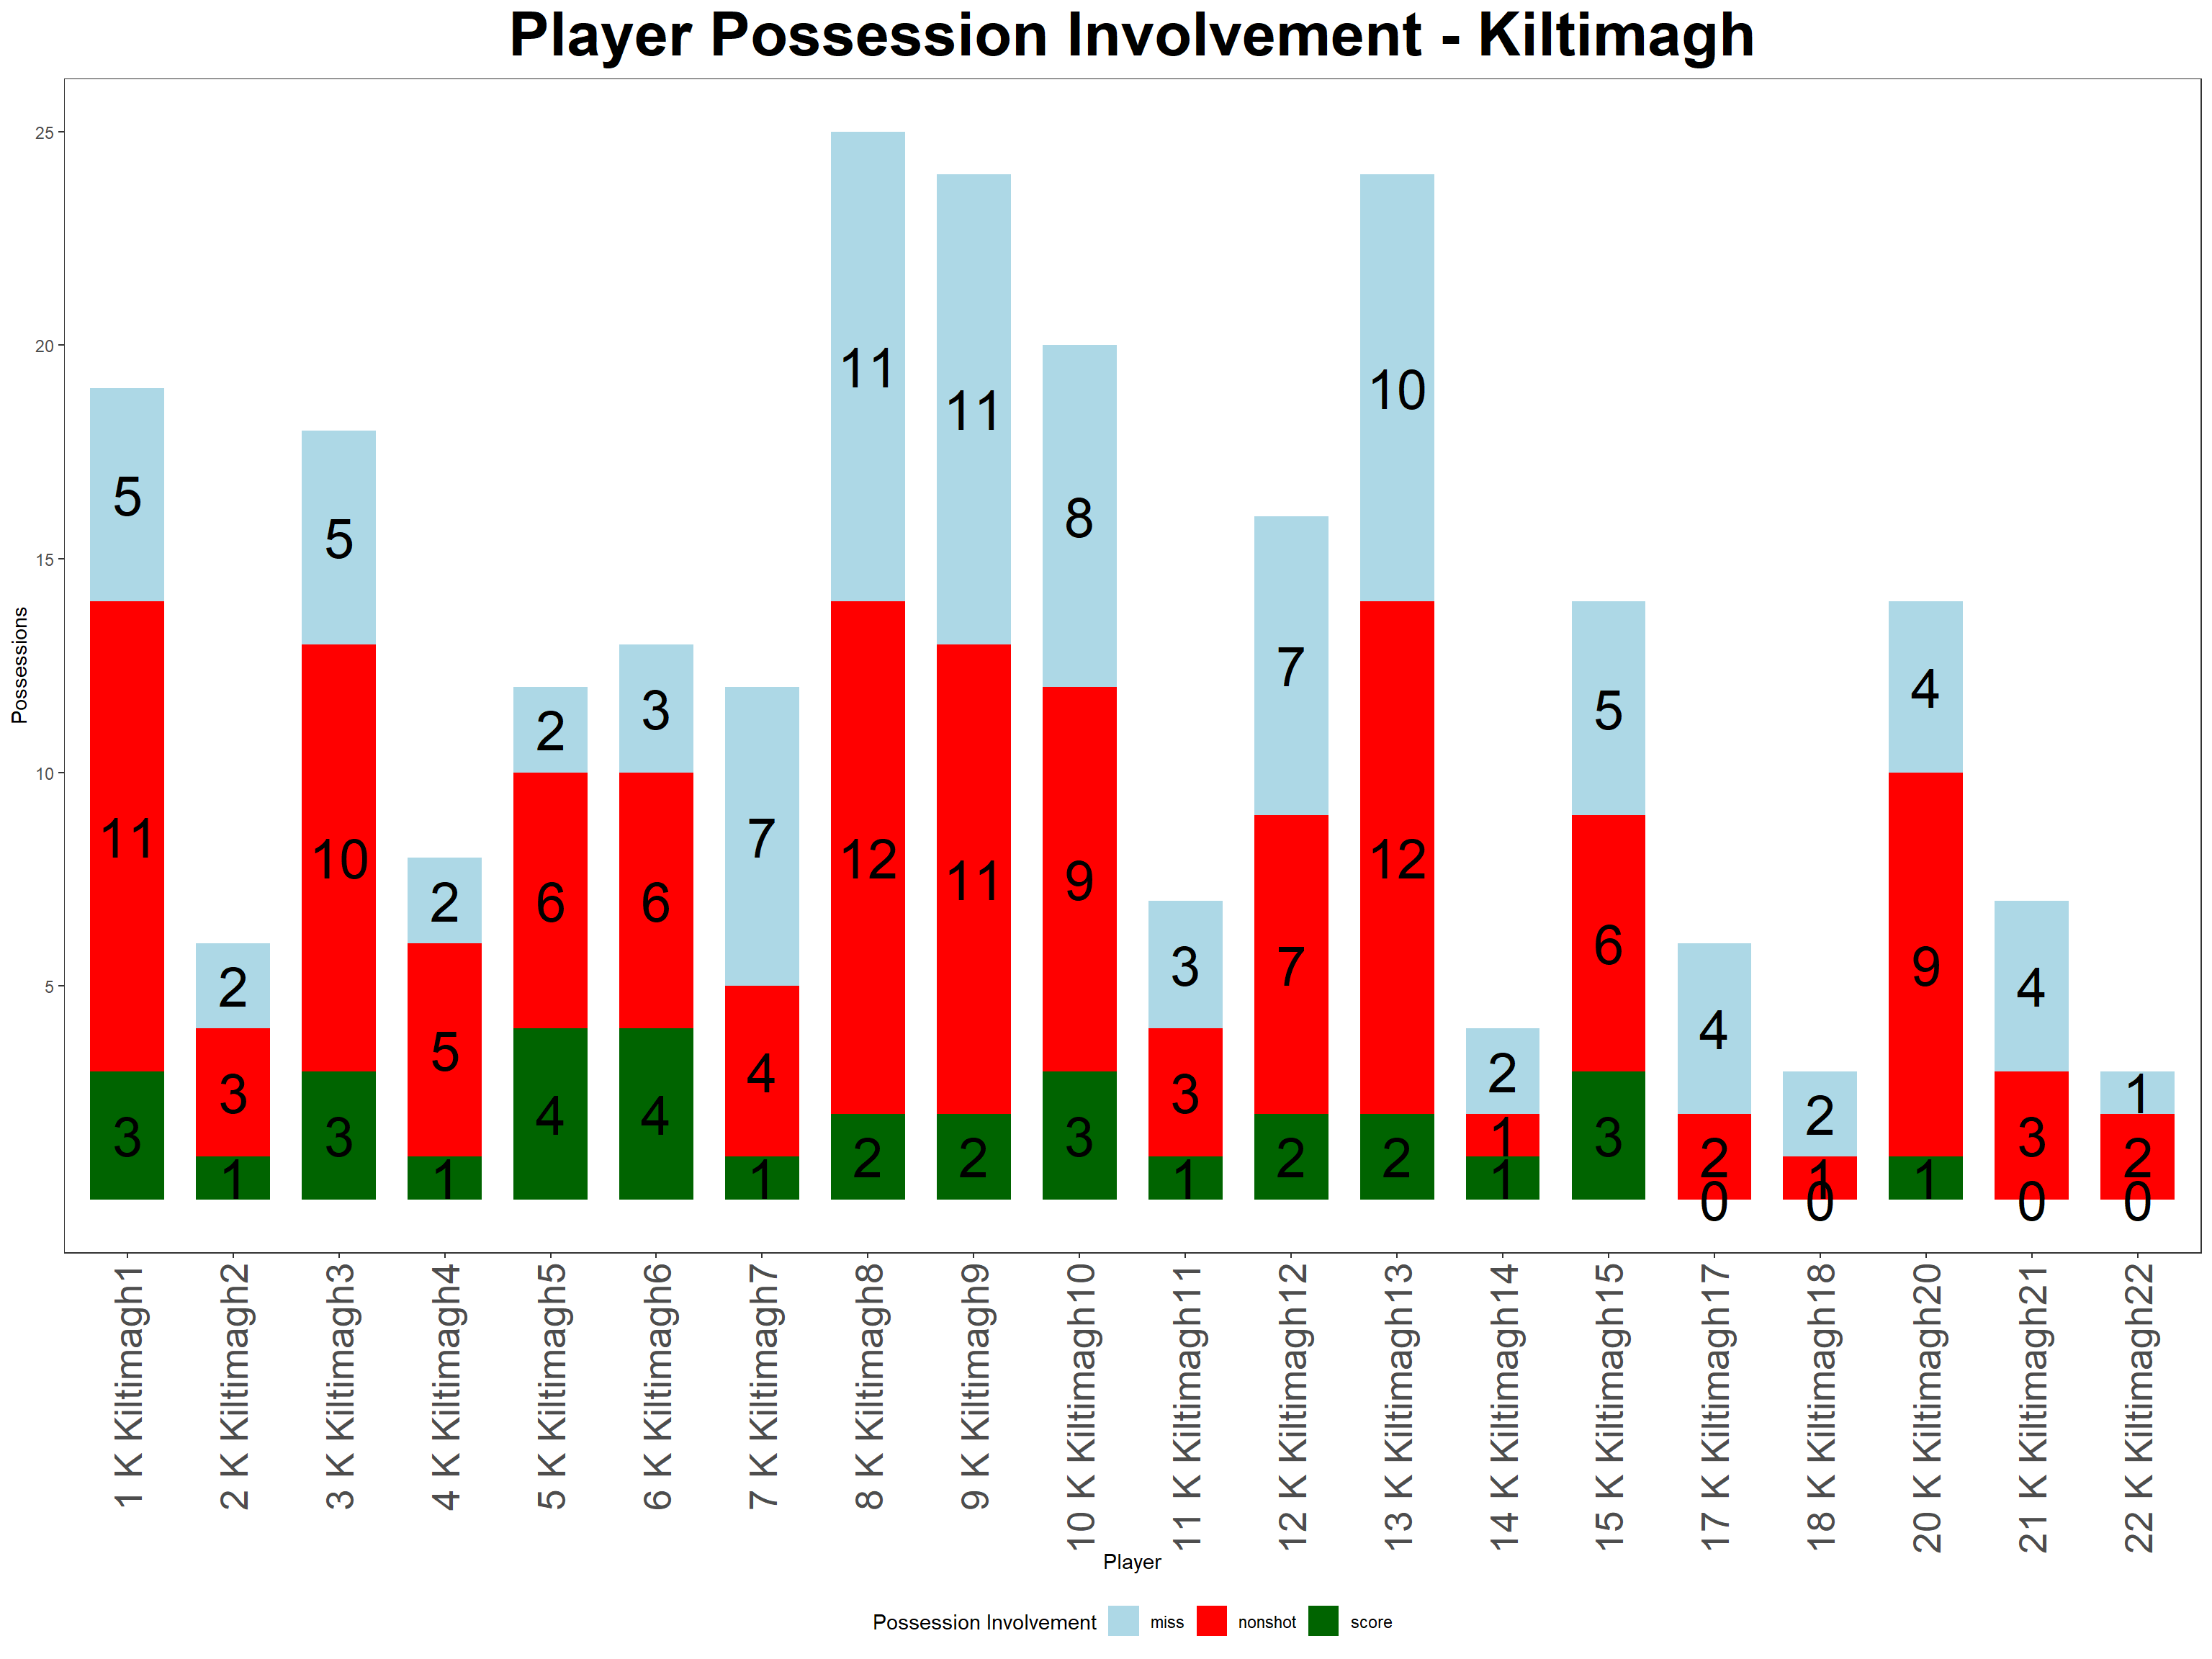 Player Possession Involvement - Kiltimagh
Possessions
25
20
15
10
5
5
11
3
2
3
1
5
10
3
2
5
1
2
6
4
3
6
4
7
4
1
11
12
2
11
11
2
8
9
3
3
3
1
7
7
2
10
12
2
2
1
1
5
6
3
4
2
0
2
1
0
4
9
1
4
3
0
1
2
0
1 K Kiltimagh1
2 K Kiltimagh2
3 K Kiltimagh3
4 K Kiltimagh4
5 K Kiltimagh5
6 K Kiltimagh6
7 K Kiltimagh7
8 K Kiltimagh8
9 K Kiltimagh9
10 K Kiltimagh10
11 K Kiltimagh11
12 K Kiltimagh12
13 K Kiltimagh13
14 K Kiltimagh14
15 K Kiltimagh15
17 K Kiltimagh17
18 K Kiltimagh18
20 K Kiltimagh20
21 K Kiltimagh21
22 K Kiltimagh22
Player
Possession Involvement miss nonshot score